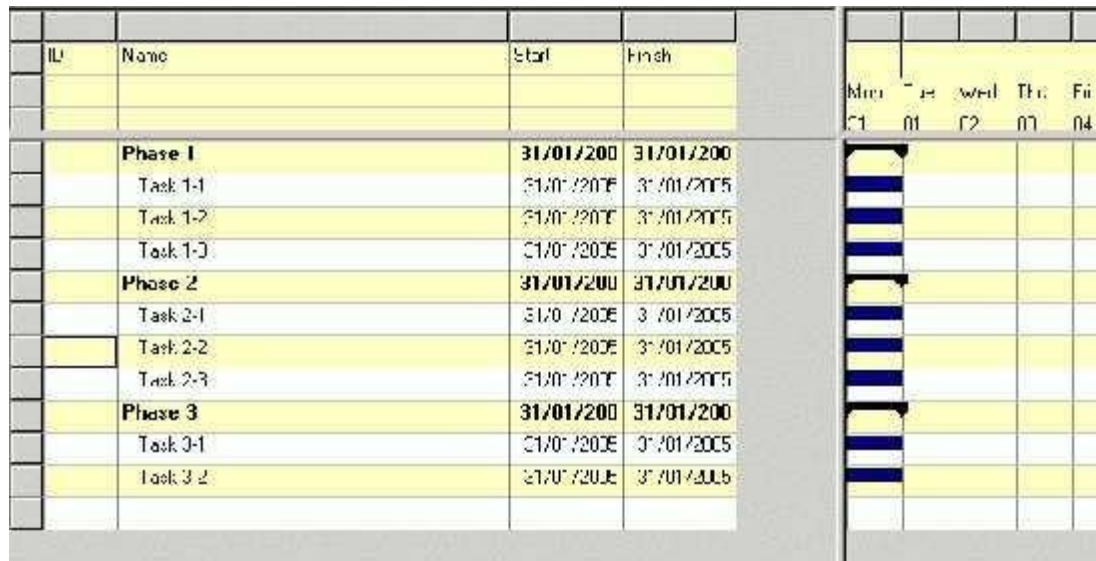 ID Name Start Finish
Mon Tue Wed Thu Fri
31 01 02 03 04
Phase 1 31/01/200 31/01/200
Task 1-1 31/01/2005 31/01/2005
Task 1-2 31/01/2005 31/01/2005
Task 1-3 31/01/2005 31/01/2005
Phase 2 31/01/200 31/01/200
Task 2-1 31/01/2005 31/01/2005
Task 2-2 31/01/2005 31/01/2005
Task 2-3 31/01/2005 31/01/2005
Phase 3 31/01/200 31/01/200
Task 3-1 31/01/2005 31/01/2005
Task 3-2 31/01/2005 31/01/2005